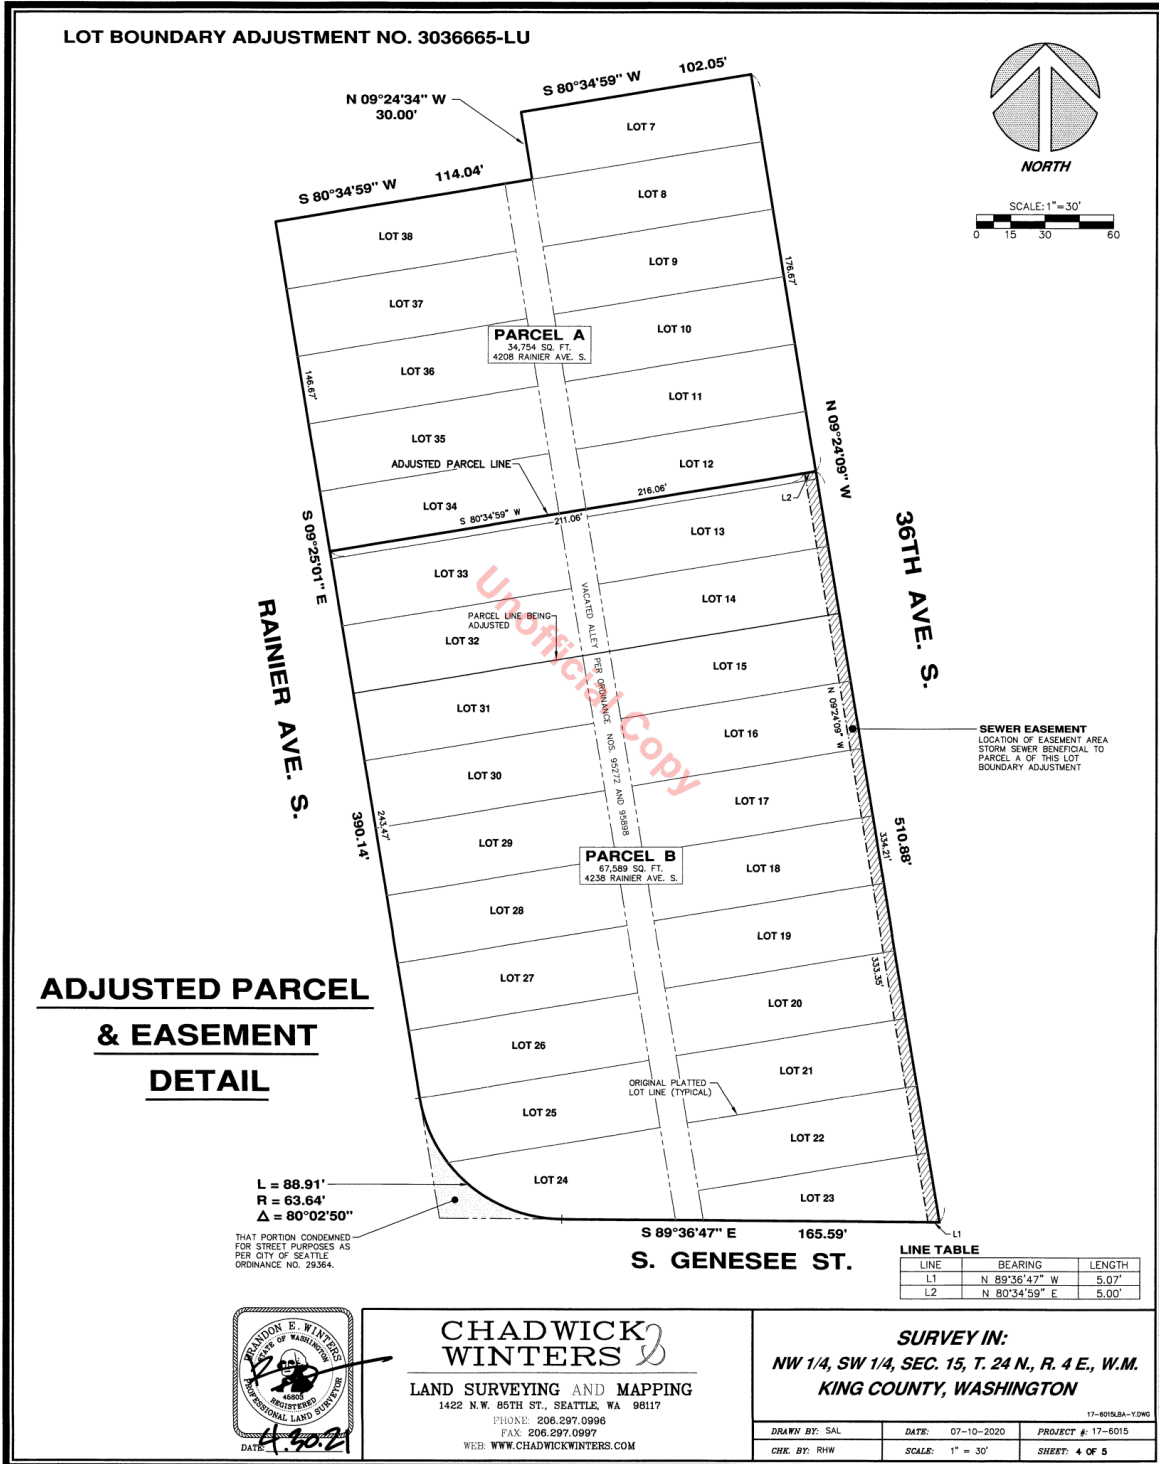 LOT BOUNDARY ADJUSTMENT NO. 3036665-LU
S 80°34'59" W 102.05'
N 09°24'34" W
30.00'
S 80°34'59" W 114.04'
NORTH
SCALE: 1"=30'
0 15 30 60
LOT 7
LOT 8
LOT 9
LOT 10
LOT 11
LOT 12
LOT 38
LOT 37
LOT 36
LOT 35
LOT 34
176.67'
146.67'
PARCEL A
34,754 SQ. FT.
4208 RAINIER AVE. S.
ADJUSTED PARCEL LINE
S 80°34'59" W
211.06'
216.06'
L2
N 09°24'09" W
S 09°25'01" E
36TH AVE. S.
RAINIER AVE. S.
LOT 13
LOT 14
LOT 15
LOT 16
LOT 17
LOT 18
LOT 19
LOT 20
LOT 21
LOT 22
LOT 23
LOT 33
PARCEL LINE BEING
ADJUSTED
LOT 32
LOT 31
LOT 30
LOT 29
LOT 28
LOT 27
LOT 26
LOT 25
LOT 24
VACATED ALLEY PER ORDINANCE NOS. 95272 AND 95898
Unofficial Copy
N 09°24'09" W
SEWER EASEMENT
LOCATION OF EASEMENT AREA
STORM SEWER BENEFICIAL TO
PARCEL A OF THIS LOT
BOUNDARY ADJUSTMENT
390.14'
243.47'
510.88'
334.21'
333.35'
PARCEL B
67,589 SQ. FT.
4238 RAINIER AVE. S.
ADJUSTED PARCEL
& EASEMENT
DETAIL
ORIGINAL PLATTED
LOT LINE (TYPICAL)
L = 88.91'
R = 63.64'
Δ = 80°02'50"
THAT PORTION CONDEMNED
FOR STREET PURPOSES AS
PER CITY OF SEATTLE
ORDINANCE NO. 29364.
S 89°36'47" E 165.59'
L1
S. GENESEE ST.
LINE TABLE
LINE BEARING LENGTH
L1 N 89°36'47" W 5.07'
L2 N 80°34'59" E 5.00'
BRANDON E. WINTERS
STATE OF WASHINGTON
45803
REGISTERED
PROFESSIONAL LAND SURVEYOR
DATE: 4.30.21
CHADWICK
WINTERS
LAND SURVEYING AND MAPPING
1422 N.W. 85TH ST., SEATTLE, WA 98117
PHONE: 206.297.0996
FAX: 206.297.0997
WEB: WWW.CHADWICKWINTERS.COM
SURVEY IN:
NW 1/4, SW 1/4, SEC. 15, T. 24 N., R. 4 E., W.M.
KING COUNTY, WASHINGTON
17-6015LBA-Y.DWG
DRAWN BY: SAL DATE: 07-10-2020 PROJECT #: 17-6015
CHK. BY: RHW SCALE: 1" = 30' SHEET: 4 OF 5